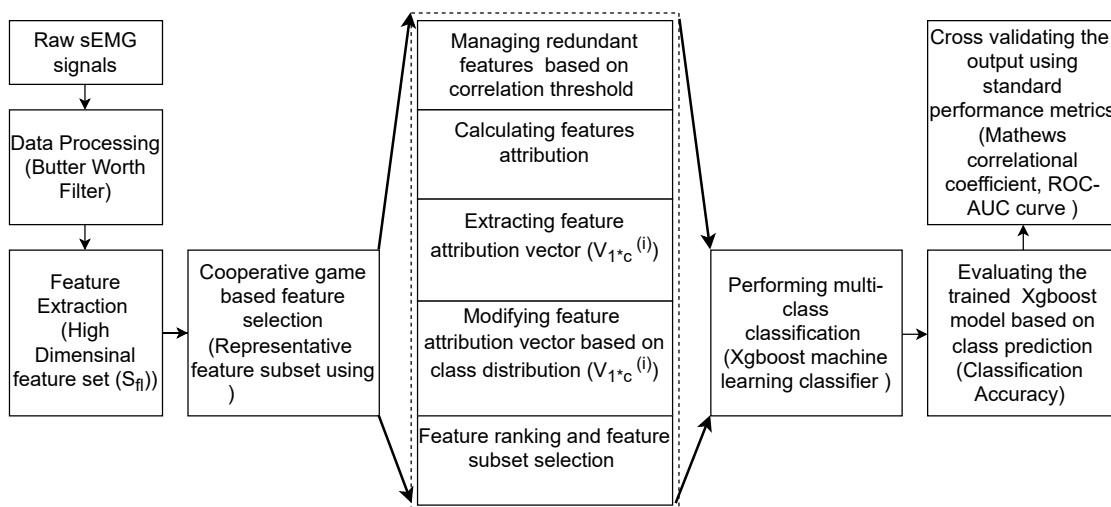 Raw sEMG
signals
Data Processing
(Butter Worth
Filter)
Feature
Extraction
(High
Dimensinal
feature set (S_fl))
Cooperative game
based feature
selection
(Representative
feature subset using
)
Managing redundant
features based on
correlation threshold
Calculating features
attribution
Extracting feature
attribution vector (V_1*c ^(i))
Modifying feature
attribution vector based on
class distribution (V_1*c ^(i))
Feature ranking and feature
subset selection
Performing multi-
class
classification
(Xgboost machine
learning classifier )
Evaluating the
trained Xgboost
model based on
class prediction
(Classification
Accuracy)
Cross validating the
output using
standard
performance metrics
(Mathews
correlational
coefficient, ROC-
AUC curve )